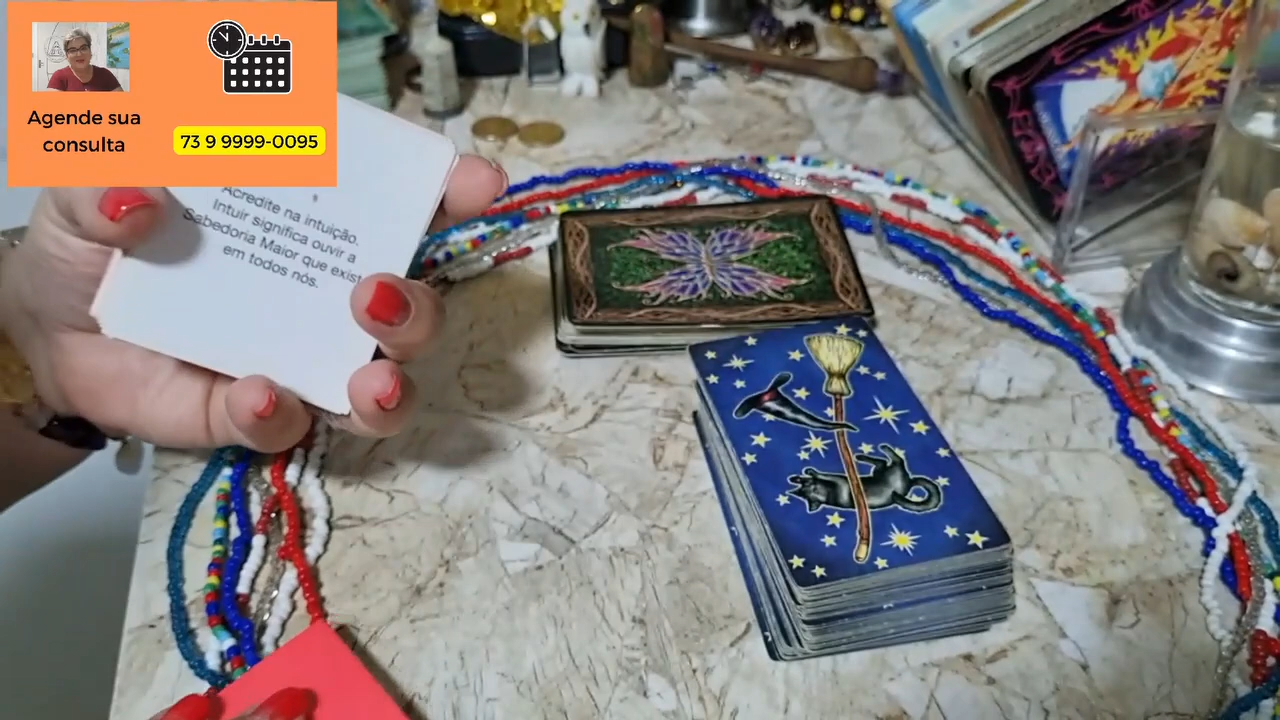 Agende sua
consulta
73 9 9999-0095
Acredite na intuição.
Intuir significa ouvir a
Sabedoria Maior que exist
em todos nós.